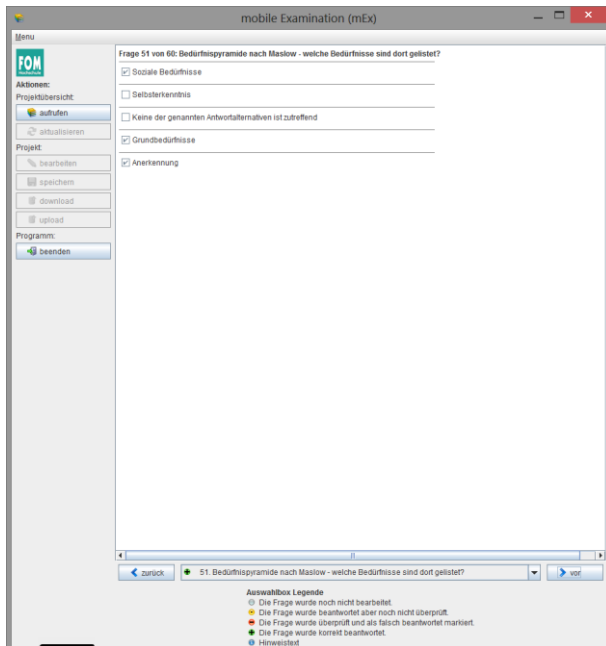 mobile Examination (mEx)
Menu
FOM
Hochschule
Aktionen:
Projektübersicht:
aufrufen
aktualisieren
Projekt:
bearbeiten
speichern
download
upload
Programm:
beenden
Frage 51 von 60: Bedürfnispyramide nach Maslow - welche Bedürfnisse sind dort gelistet?
Soziale Bedürfnisse
Selbsterkenntnis
Keine der genannten Antwortalternativen ist zutreffend
Grundbedürfnisse
Anerkennung
zurück
51. Bedürfnispyramide nach Maslow - welche Bedürfnisse sind dort gelistet?
vor
Auswahlbox Legende
Die Frage wurde noch nicht bearbeitet.
Die Frage wurde beantwortet aber noch nicht überprüft.
Die Frage wurde überprüft und als falsch beantwortet markiert.
Die Frage wurde korrekt beantwortet.
Hinweistext